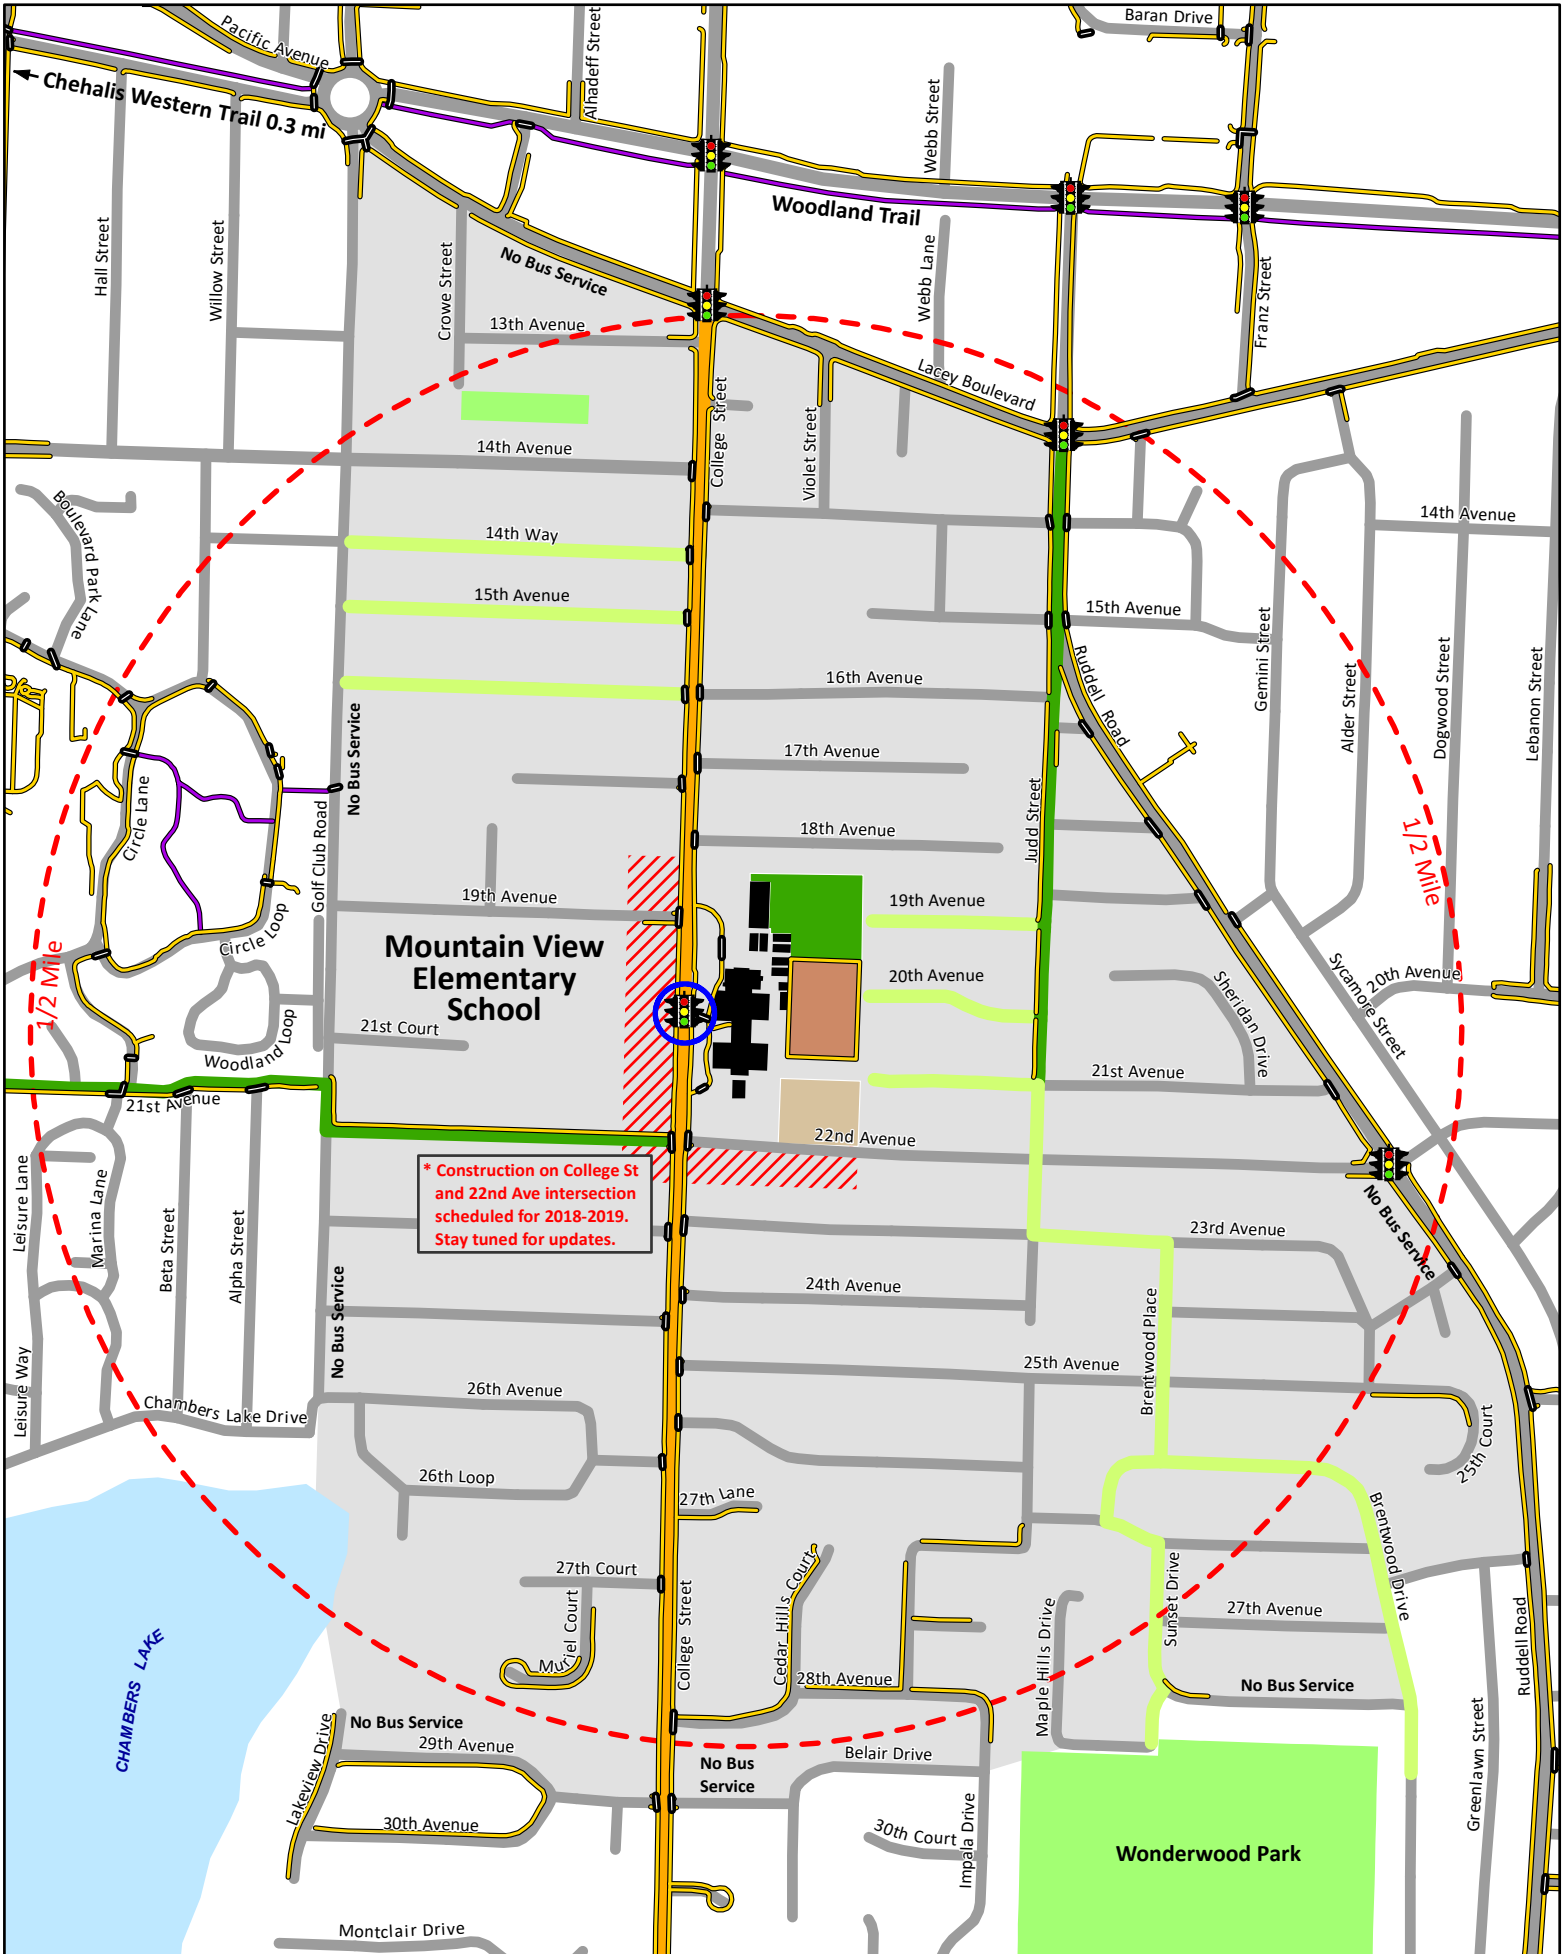 Baran Drive
Pacific Avenue
Alhadeff Street
Chehalis Western Trail 0.3 mi
Webb Street
Woodland Trail
Hall Street
Willow Street
Crowe Street
No Bus Service
Webb Lane
Franz Street
13th Avenue
Lacey Boulevard
College Street
Violet Street
14th Avenue
14th Avenue
Boulevard Park Lane
14th Way
15th Avenue
15th Avenue
Gemini Street
Alder Street
Dogwood Street
Lebanon Street
Ruddell Road
16th Avenue
No Bus Service
17th Avenue
Circle Lane
Judd Street
18th Avenue
Golf Club Road
1/2 Mile
19th Avenue
19th Avenue
Circle Loop
Mountain View
Elementary
School
1/2 Mile
20th Avenue
Sycamore Street
20th Avenue
Sheridan Drive
21st Court
Woodland Loop
21st Avenue
21st Avenue
22nd Avenue
* Construction on College St
and 22nd Ave intersection
scheduled for 2018-2019.
Stay tuned for updates.
Leisure Lane
Marina Lane
Beta Street
Alpha Street
No Bus Service
23rd Avenue
24th Avenue
No Bus Service
Brentwood Place
25th Avenue
Leisure Way
Chambers Lake Drive
26th Avenue
25th Court
26th Loop
27th Lane
Brentwood Drive
27th Court
Muriel Court
College Street
Cedar Hills Court
Maple Hills Drive
Sunset Drive
27th Avenue
Ruddell Road
CHAMBERS LAKE
28th Avenue
No Bus Service
Lakeview Drive
No Bus Service
29th Avenue
No Bus
Service
Belair Drive
Greenlawn Street
30th Avenue
30th Court
Impala Drive
Wonderwood Park
Montclair Drive